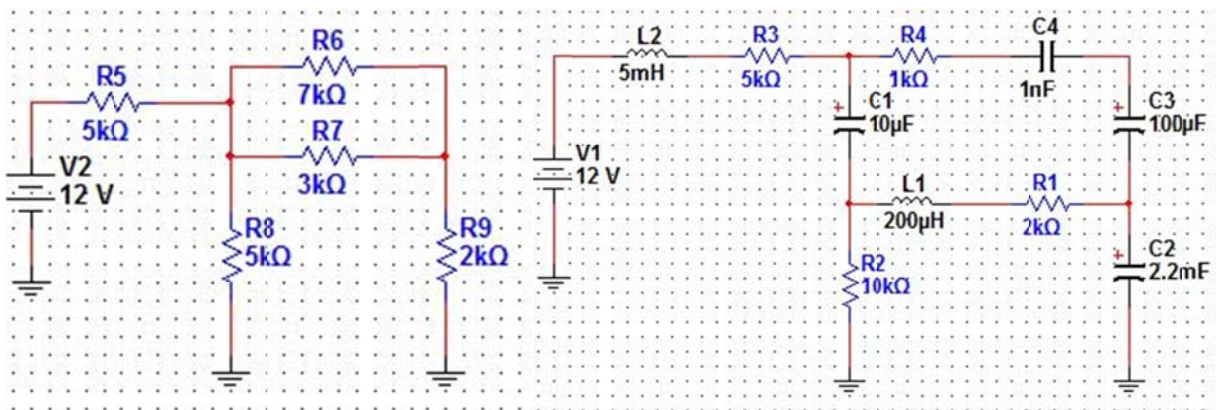 R6
7kΩ
R5
5kΩ
R7
3kΩ
V2
12 V
R8
5kΩ
R9
2kΩ
L2
5mH
R3
5kΩ
R4
1kΩ
C4
1nF
+
C1
10µF
+
C3
100µF
V1
12 V
L1
200µH
R1
2kΩ
R2
10kΩ
+
C2
2.2mF